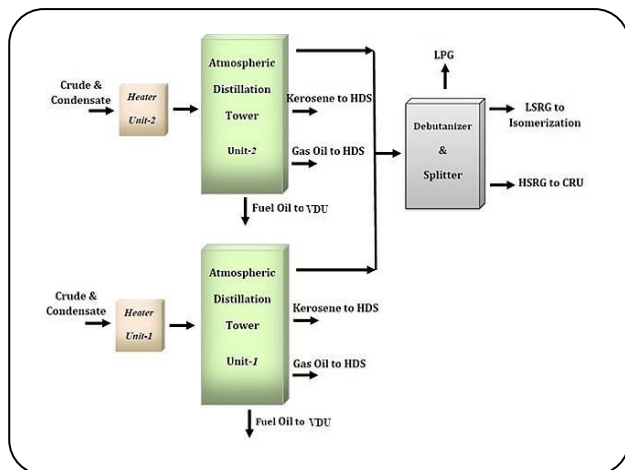 LPG
Atmospheric
Distillation
Tower
Unit-2
Crude &
Condensate
Heater
Unit-2
Kerosene to HDS
Gas Oil to HDS
Fuel Oil to VDU
Debutanizer
&
Splitter
LSRG to
Isomerization
HSRG to CRU
Atmospheric
Distillation
Tower
Unit-1
Crude &
Condensate
Heater
Unit-1
Kerosene to HDS
Gas Oil to HDS
Fuel Oil to VDU